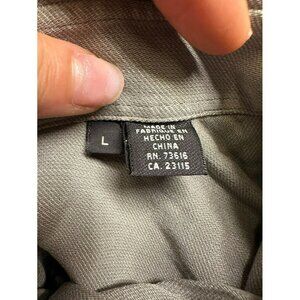 L
MADE IN
FABRIQUE EN
HECHO EN
CHINA
RN. 73616
CA. 23115